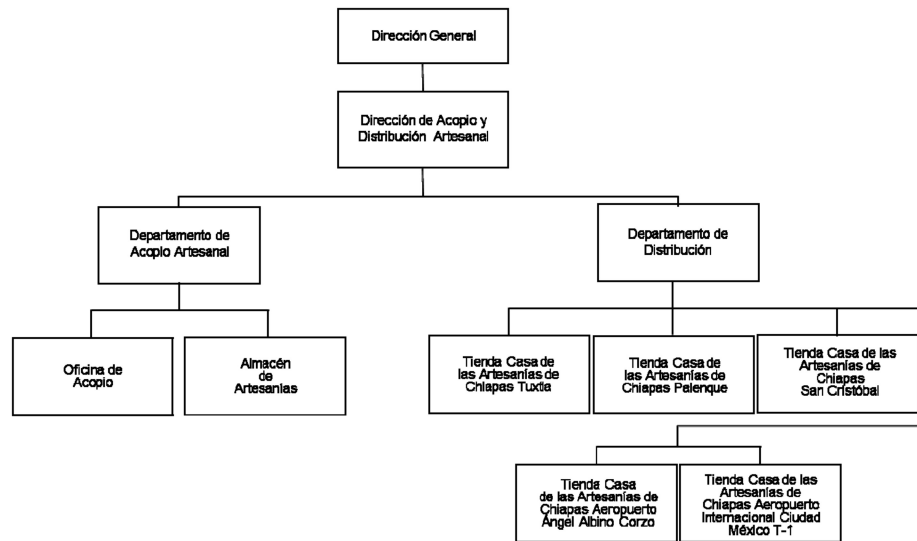 Dirección General
Dirección de Acopio y
Distribución Artesanal
Departamento de
Acopio Artesanal
Departamento de
Distribución
Oficina de
Acopio
Almacén
de
Artesanías
Tienda Casa de
las Artesanías de
Chiapas Tuxtla
Tienda Casa de
las Artesanías de
Chiapas Palenque
Tienda Casa de las
Artesanías de
Chiapas
San Cristóbal
Tienda Casa
de las Artesanías de
Chiapas Aeropuerto
Ángel Albino Corzo
Tienda Casa de las
Artesanías de
Chiapas Aeropuerto
Internacional Ciudad
México T-1